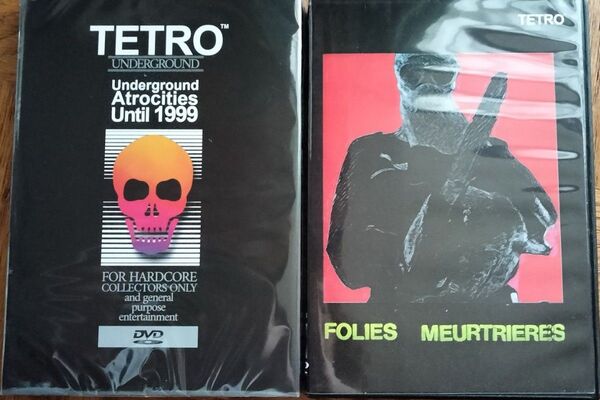 TETRO™
UNDERGROUND
Underground
Atrocities
Until 1999
FOR HARDCORE
COLLECTORS ONLY
and general
purpose
entertainment
DVD
TETRO
FOLIES MEURTRIERES